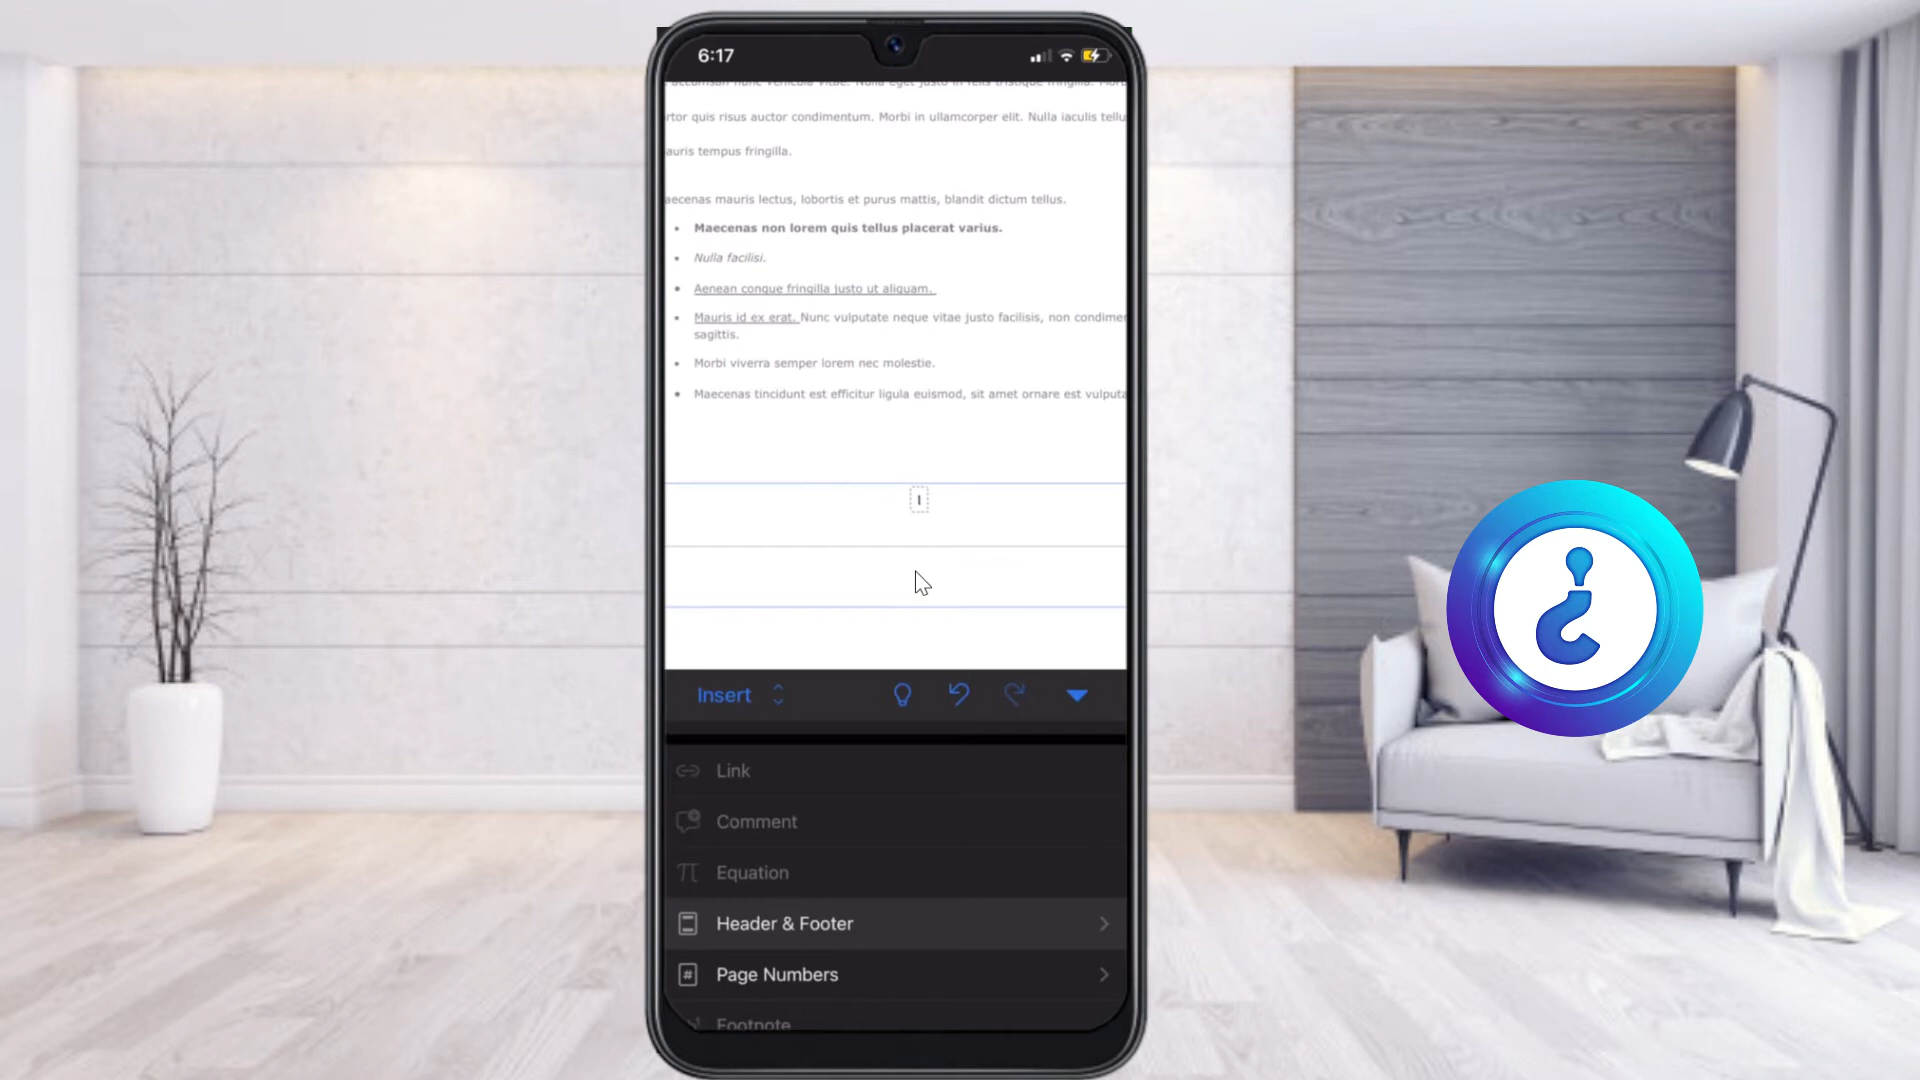 6:17
accumsan nunc vehicula vitae. Nulla eget justo in felis tristique fringilla. Morb
rtor quis risus auctor condimentum. Morbi in ullamcorper elit. Nulla iaculis tellu
auris tempus fringilla.
aecenas mauris lectus, lobortis et purus mattis, blandit dictum tellus.
• Maecenas non lorem quis tellus placerat varius.
• Nulla facilisi.
• Aenean congue fringilla justo ut aliquam.
• Mauris id ex erat. Nunc vulputate neque vitae justo facilisis, non condimen
sagittis.
• Morbi viverra semper lorem nec molestie.
• Maecenas tincidunt est efficitur ligula euismod, sit amet ornare est vulputa
I
Insert
Link
Comment
π Equation
Header & Footer
# Page Numbers
Footnote